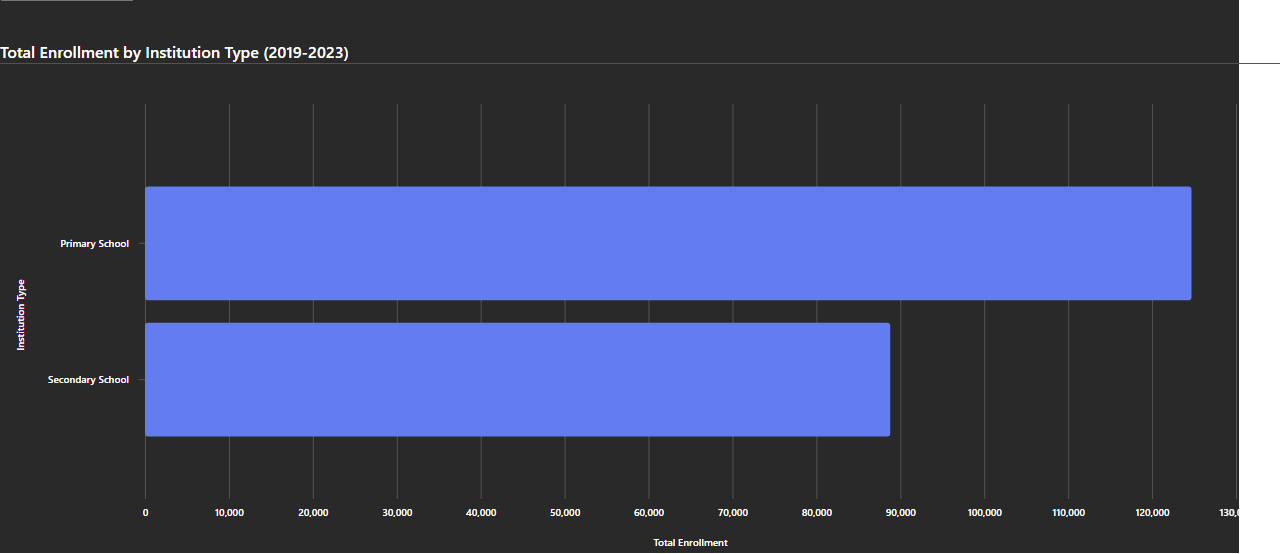 Total Enrollment by Institution Type (2019-2023)
Institution Type
Primary School
Secondary School
0 10,000 20,000 30,000 40,000 50,000 60,000 70,000 80,000 90,000 100,000 110,000 120,000 130,0
Total Enrollment